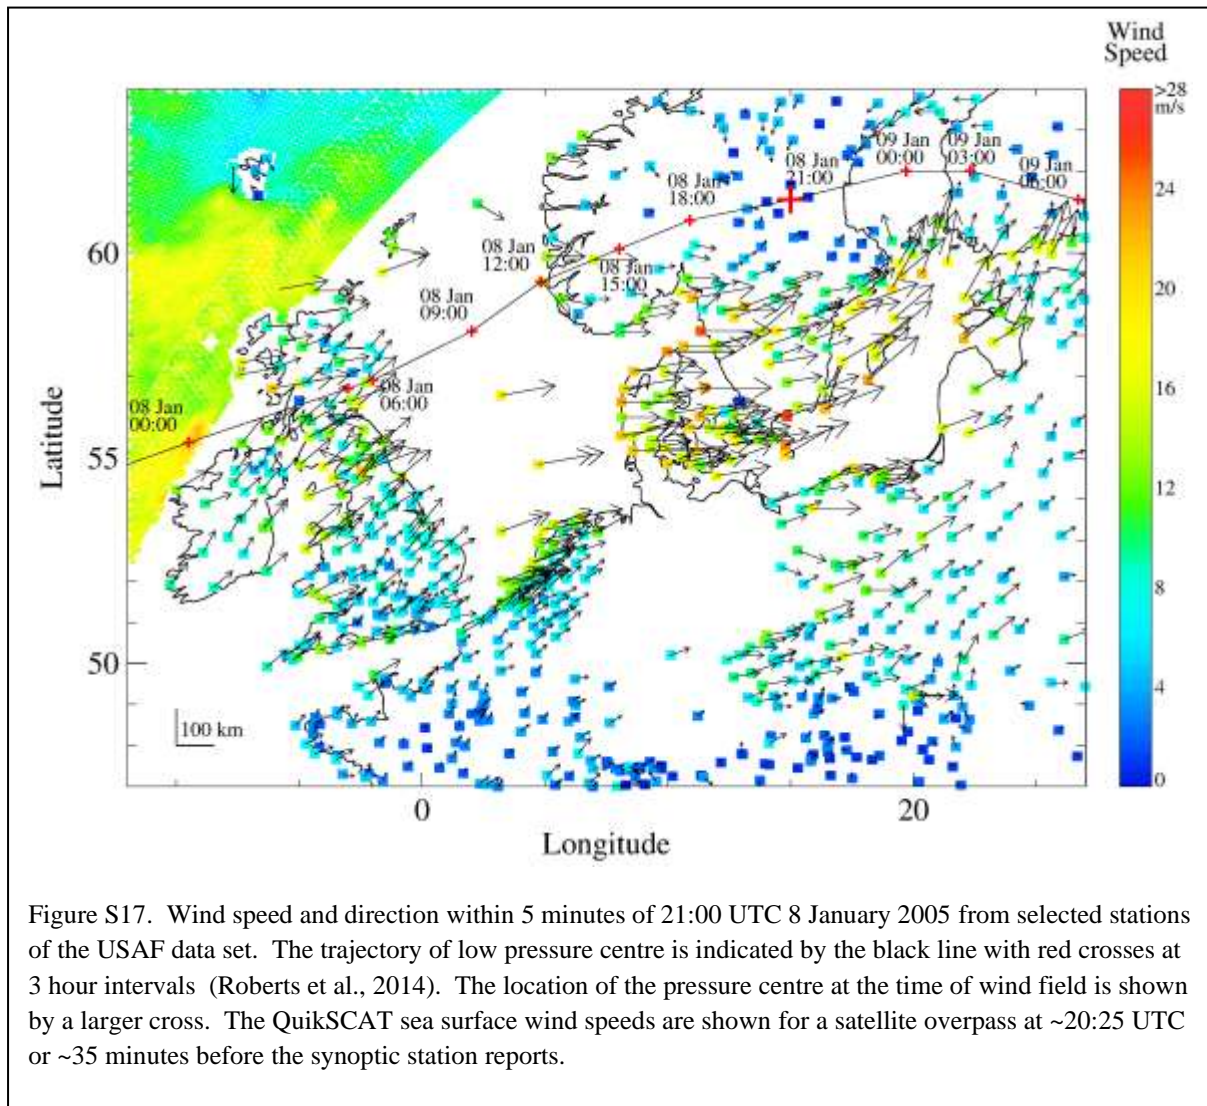 Wind
Speed
>28
m/s
24
20
16
12
8
4
0
60
55
50
Latitude
08 Jan
00:00
08 Jan
06:00
08 Jan
09:00
08 Jan
12:00
08 Jan
15:00
08 Jan
18:00
08 Jan
21:00
09 Jan
00:00
09 Jan
03:00
09 Jan
06:00
100 km
0
20
Longitude
Figure S17. Wind speed and direction within 5 minutes of 21:00 UTC 8 January 2005 from selected stations
of the USAF data set. The trajectory of low pressure centre is indicated by the black line with red crosses at
3 hour intervals (Roberts et al., 2014). The location of the pressure centre at the time of wind field is shown
by a larger cross. The QuikSCAT sea surface wind speeds are shown for a satellite overpass at ~20:25 UTC
or ~35 minutes before the synoptic station reports.